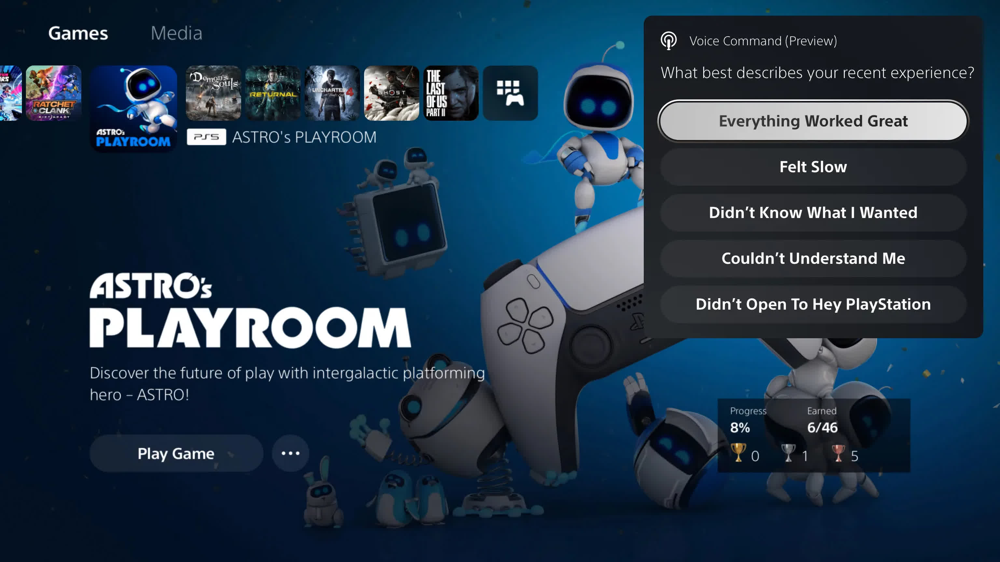 Games
Media
RATCHET
CLANK
RIFT APART
ASTRO's
PLAYROOM
Demon's
Souls
RETURNAL
UNCHARTED 4
GHOST
THE
LAST
OF US
PART II
PS5 ASTRO's PLAYROOM
Voice Command (Preview)
What best describes your recent experience?
Everything Worked Great
Felt Slow
Didn’t Know What I Wanted
Couldn’t Understand Me
Didn’t Open To Hey PlayStation
ASTRO's
PLAYROOM
Discover the future of play with intergalactic platforming
hero – ASTRO!
Play Game
Progress
Earned
8%
6/46
0
1
5